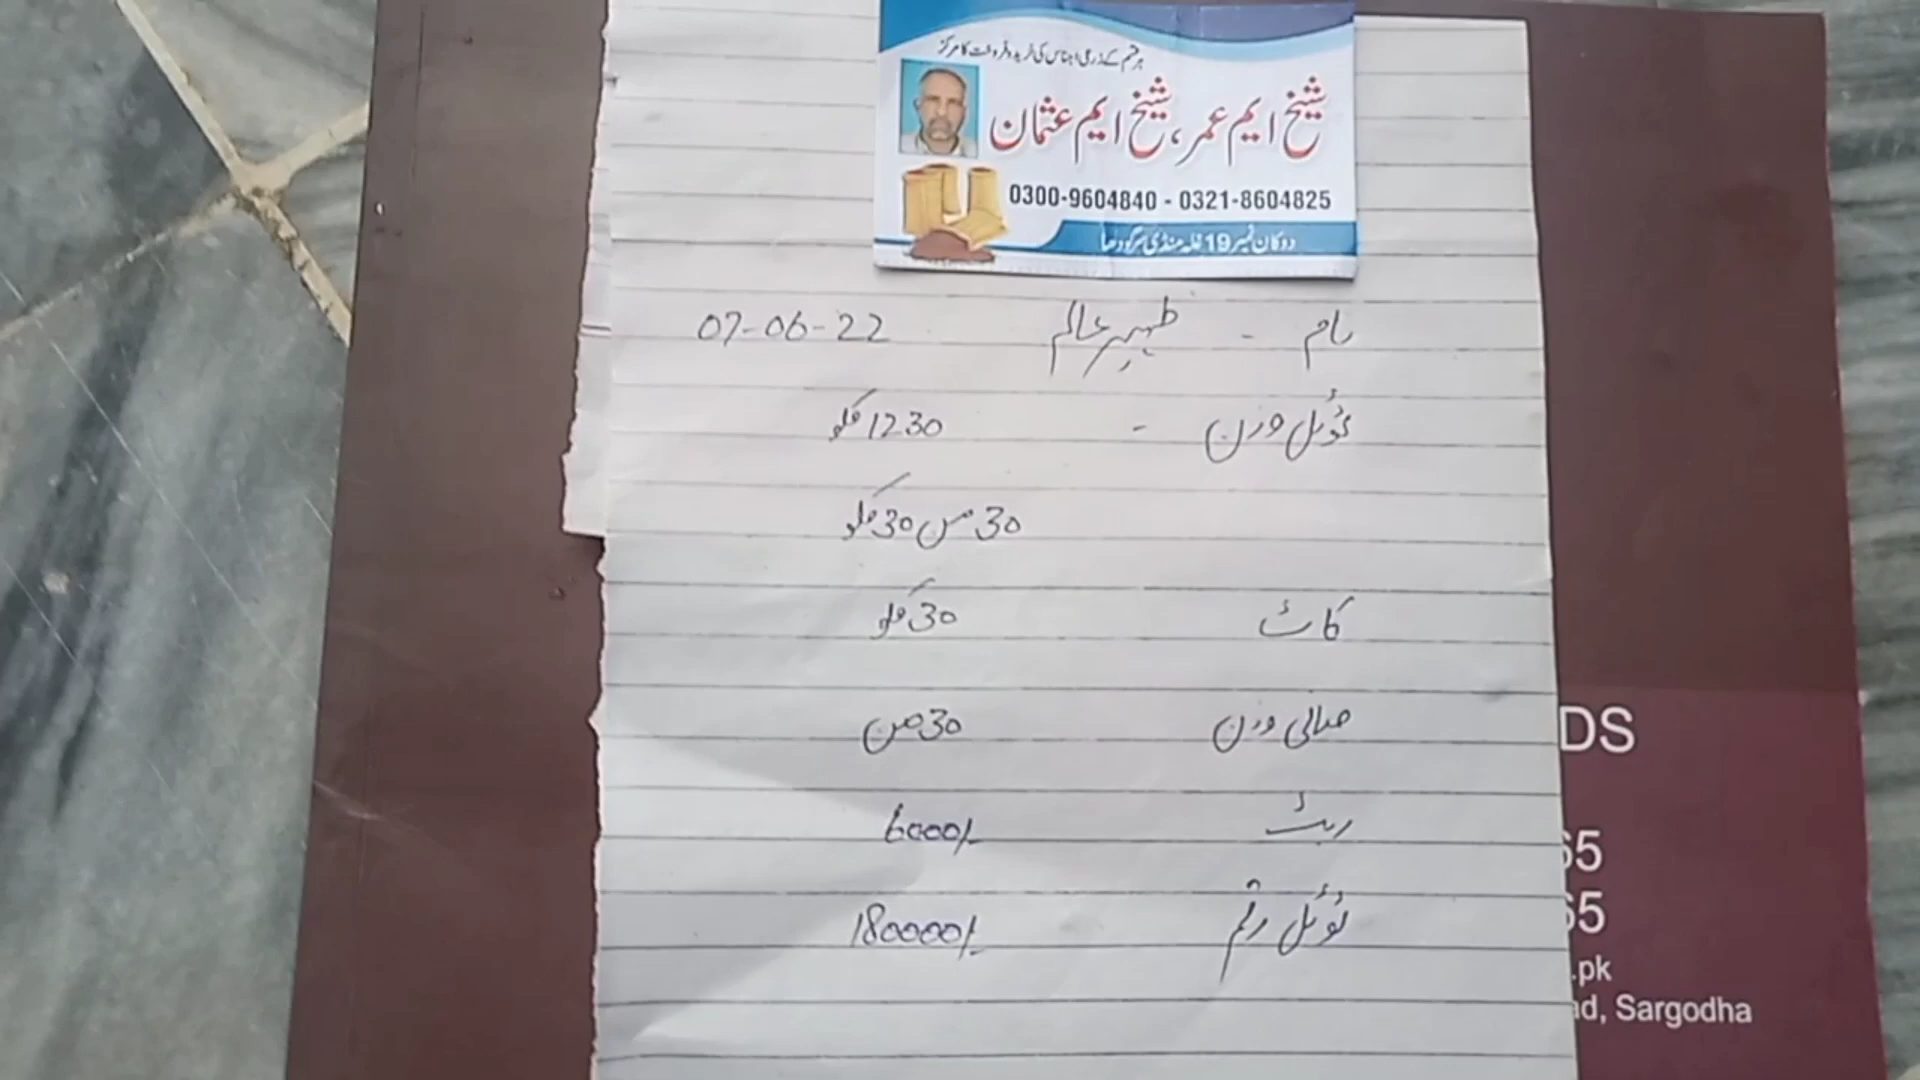 ہر قسم کے زرعی اجناس کی خرید و فروخت کا مرکز
شیخ ایم عمر، شیخ ایم عثمان
0300-9604840 - 0321-8604825
دوکان نمبر 19 غلہ منڈی سرگودھا
نام - ظہیر عالم 07-06-22
ٹوٹل وزن - 1230 کلو
30 من 30 کلو
کاٹ 30 کلو
صافی وزن 30 من
ریٹ 6000/-
ٹوٹل رقم 180000/-
DS
65
65
.pk
ad, Sargodha